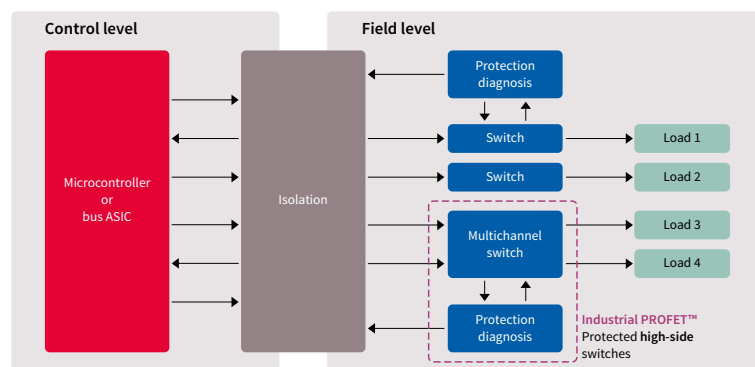 Control level
Field level
Microcontroller
or
bus ASIC
Isolation
Protection
diagnosis
Switch
Load 1
Switch
Load 2
Multichannel
switch
Load 3
Load 4
Protection
diagnosis
Industrial PROFET™
Protected high-side
switches